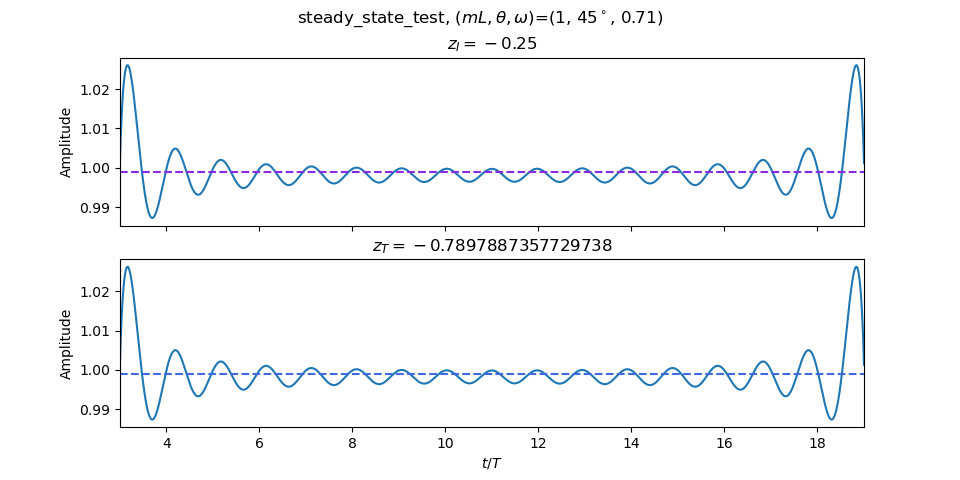 steady_state_test, (mL, θ, ω)=(1, 45°, 0.71)
z_I = −0.25
1.02
1.01
1.00
0.99
Amplitude
z_T = −0.7897887357729738
1.02
1.01
1.00
0.99
Amplitude
4 6 8 10 12 14 16 18
t/T